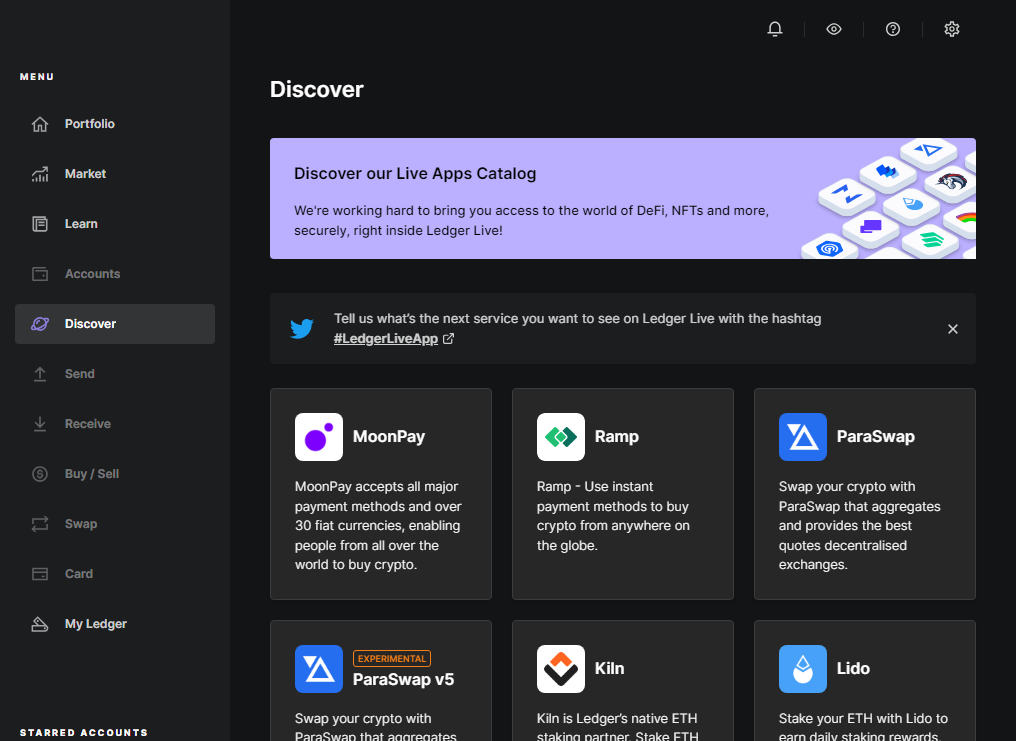 MENU
Portfolio
Market
Learn
Accounts
Discover
Send
Receive
Buy / Sell
Swap
Card
My Ledger
STARRED ACCOUNTS
Discover
Discover our Live Apps Catalog
We're working hard to bring you access to the world of DeFi, NFTs and more,
securely, right inside Ledger Live!
Tell us what's the next service you want to see on Ledger Live with the hashtag
#LedgerLiveApp
MoonPay
MoonPay accepts all major
payment methods and over
30 fiat currencies, enabling
people from all over the
world to buy crypto.
Ramp
Ramp - Use instant
payment methods to buy
crypto from anywhere on
the globe.
ParaSwap
Swap your crypto with
ParaSwap that aggregates
and provides the best
quotes decentralised
exchanges.
EXPERIMENTAL
ParaSwap v5
Swap your crypto with
ParaSwap that aggregates
Kiln
Kiln is Ledger's native ETH
staking partner. Stake ETH
Lido
Stake your ETH with Lido to
earn daily staking rewards.